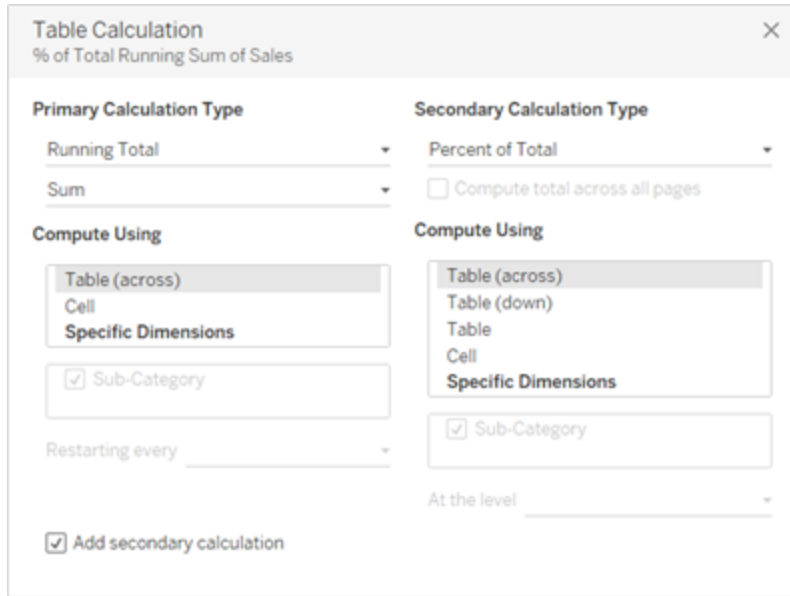 Table Calculation
% of Total Running Sum of Sales
Primary Calculation Type
Running Total
Sum
Compute Using
Table (across)
Cell
Specific Dimensions
Sub-Category
Restarting every
Add secondary calculation
Secondary Calculation Type
Percent of Total
Compute total across all pages
Compute Using
Table (across)
Table (down)
Table
Cell
Specific Dimensions
Sub-Category
At the level